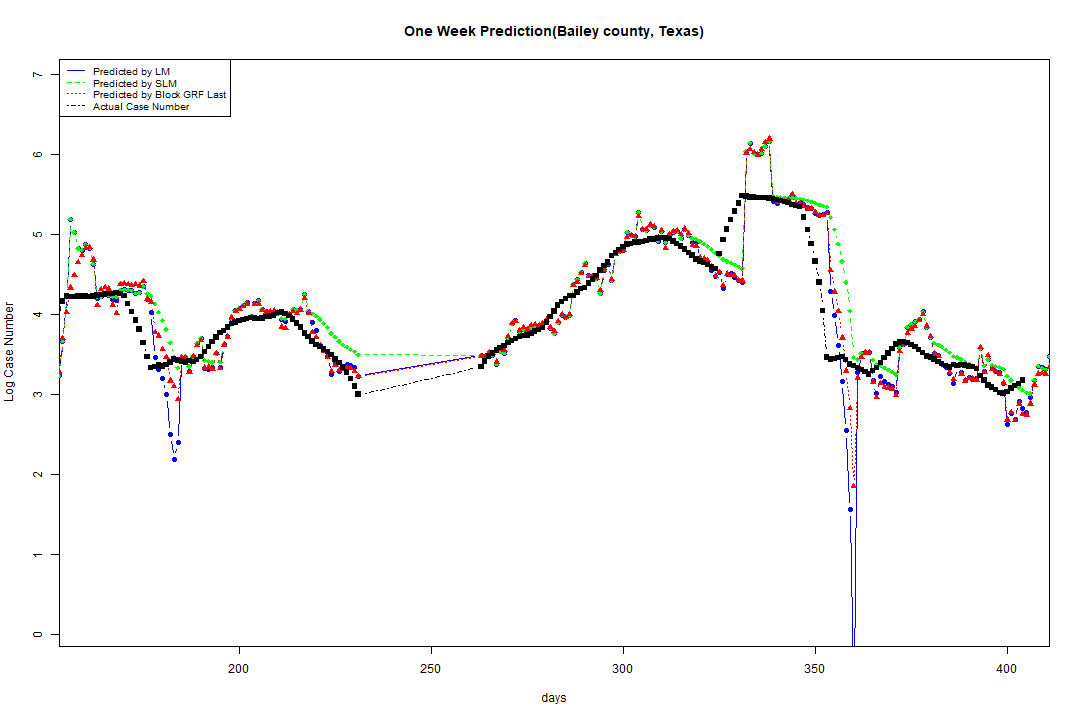 One Week Prediction(Bailey county, Texas)
Predicted by LM
Predicted by SLM
Predicted by Block GRF Last
Actual Case Number
7
6
5
4
3
2
1
0
Log Case Number
200 250 300 350 400
days